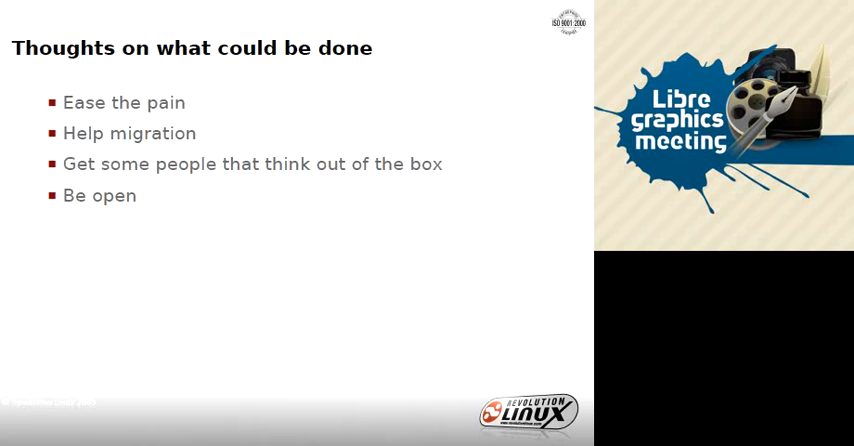 ISO 9001:2000
Thoughts on what could be done
Ease the pain
Help migration
Get some people that think out of the box
Be open
REVOLUTION
LINUX
Libre
graphics
meeting